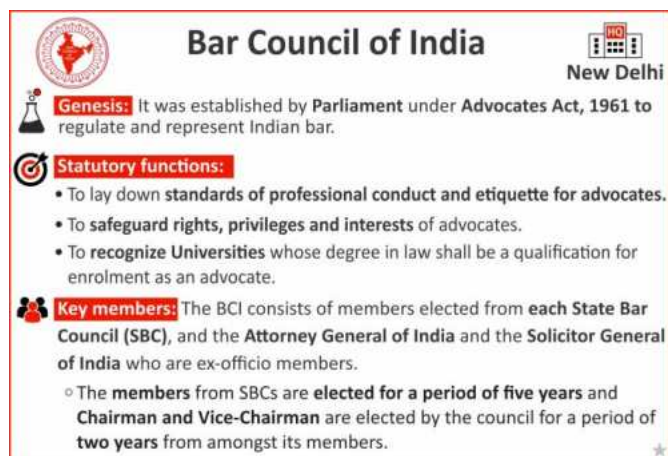 Bar Council of India
HQ
New Delhi
Genesis: It was established by Parliament under Advocates Act, 1961 to
regulate and represent Indian bar.
Statutory functions:
• To lay down standards of professional conduct and etiquette for advocates.
• To safeguard rights, privileges and interests of advocates.
• To recognize Universities whose degree in law shall be a qualification for
enrolment as an advocate.
Key members: The BCI consists of members elected from each State Bar
Council (SBC), and the Attorney General of India and the Solicitor General
of India who are ex-officio members.
○ The members from SBCs are elected for a period of five years and
Chairman and Vice-Chairman are elected by the council for a period of
two years from amongst its members.